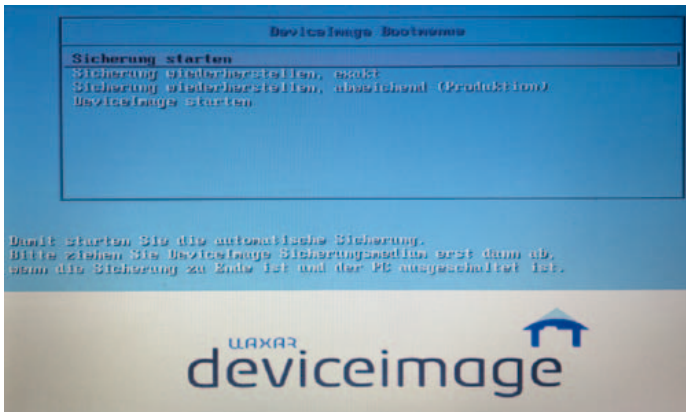 DeviceImage Bootmenue
Sicherung starten
Sicherung wiederherstellen, exakt
Sicherung wiederherstellen, abweichend (Produktion)
DeviceImage starten
Damit starten Sie die automatische Sicherung.
Bitte ziehen Sie DeviceImage Sicherungsmedium erst dann ab,
wenn die Sicherung zu Ende ist und der PC ausgeschaltet ist.
WAXAR
deviceimage